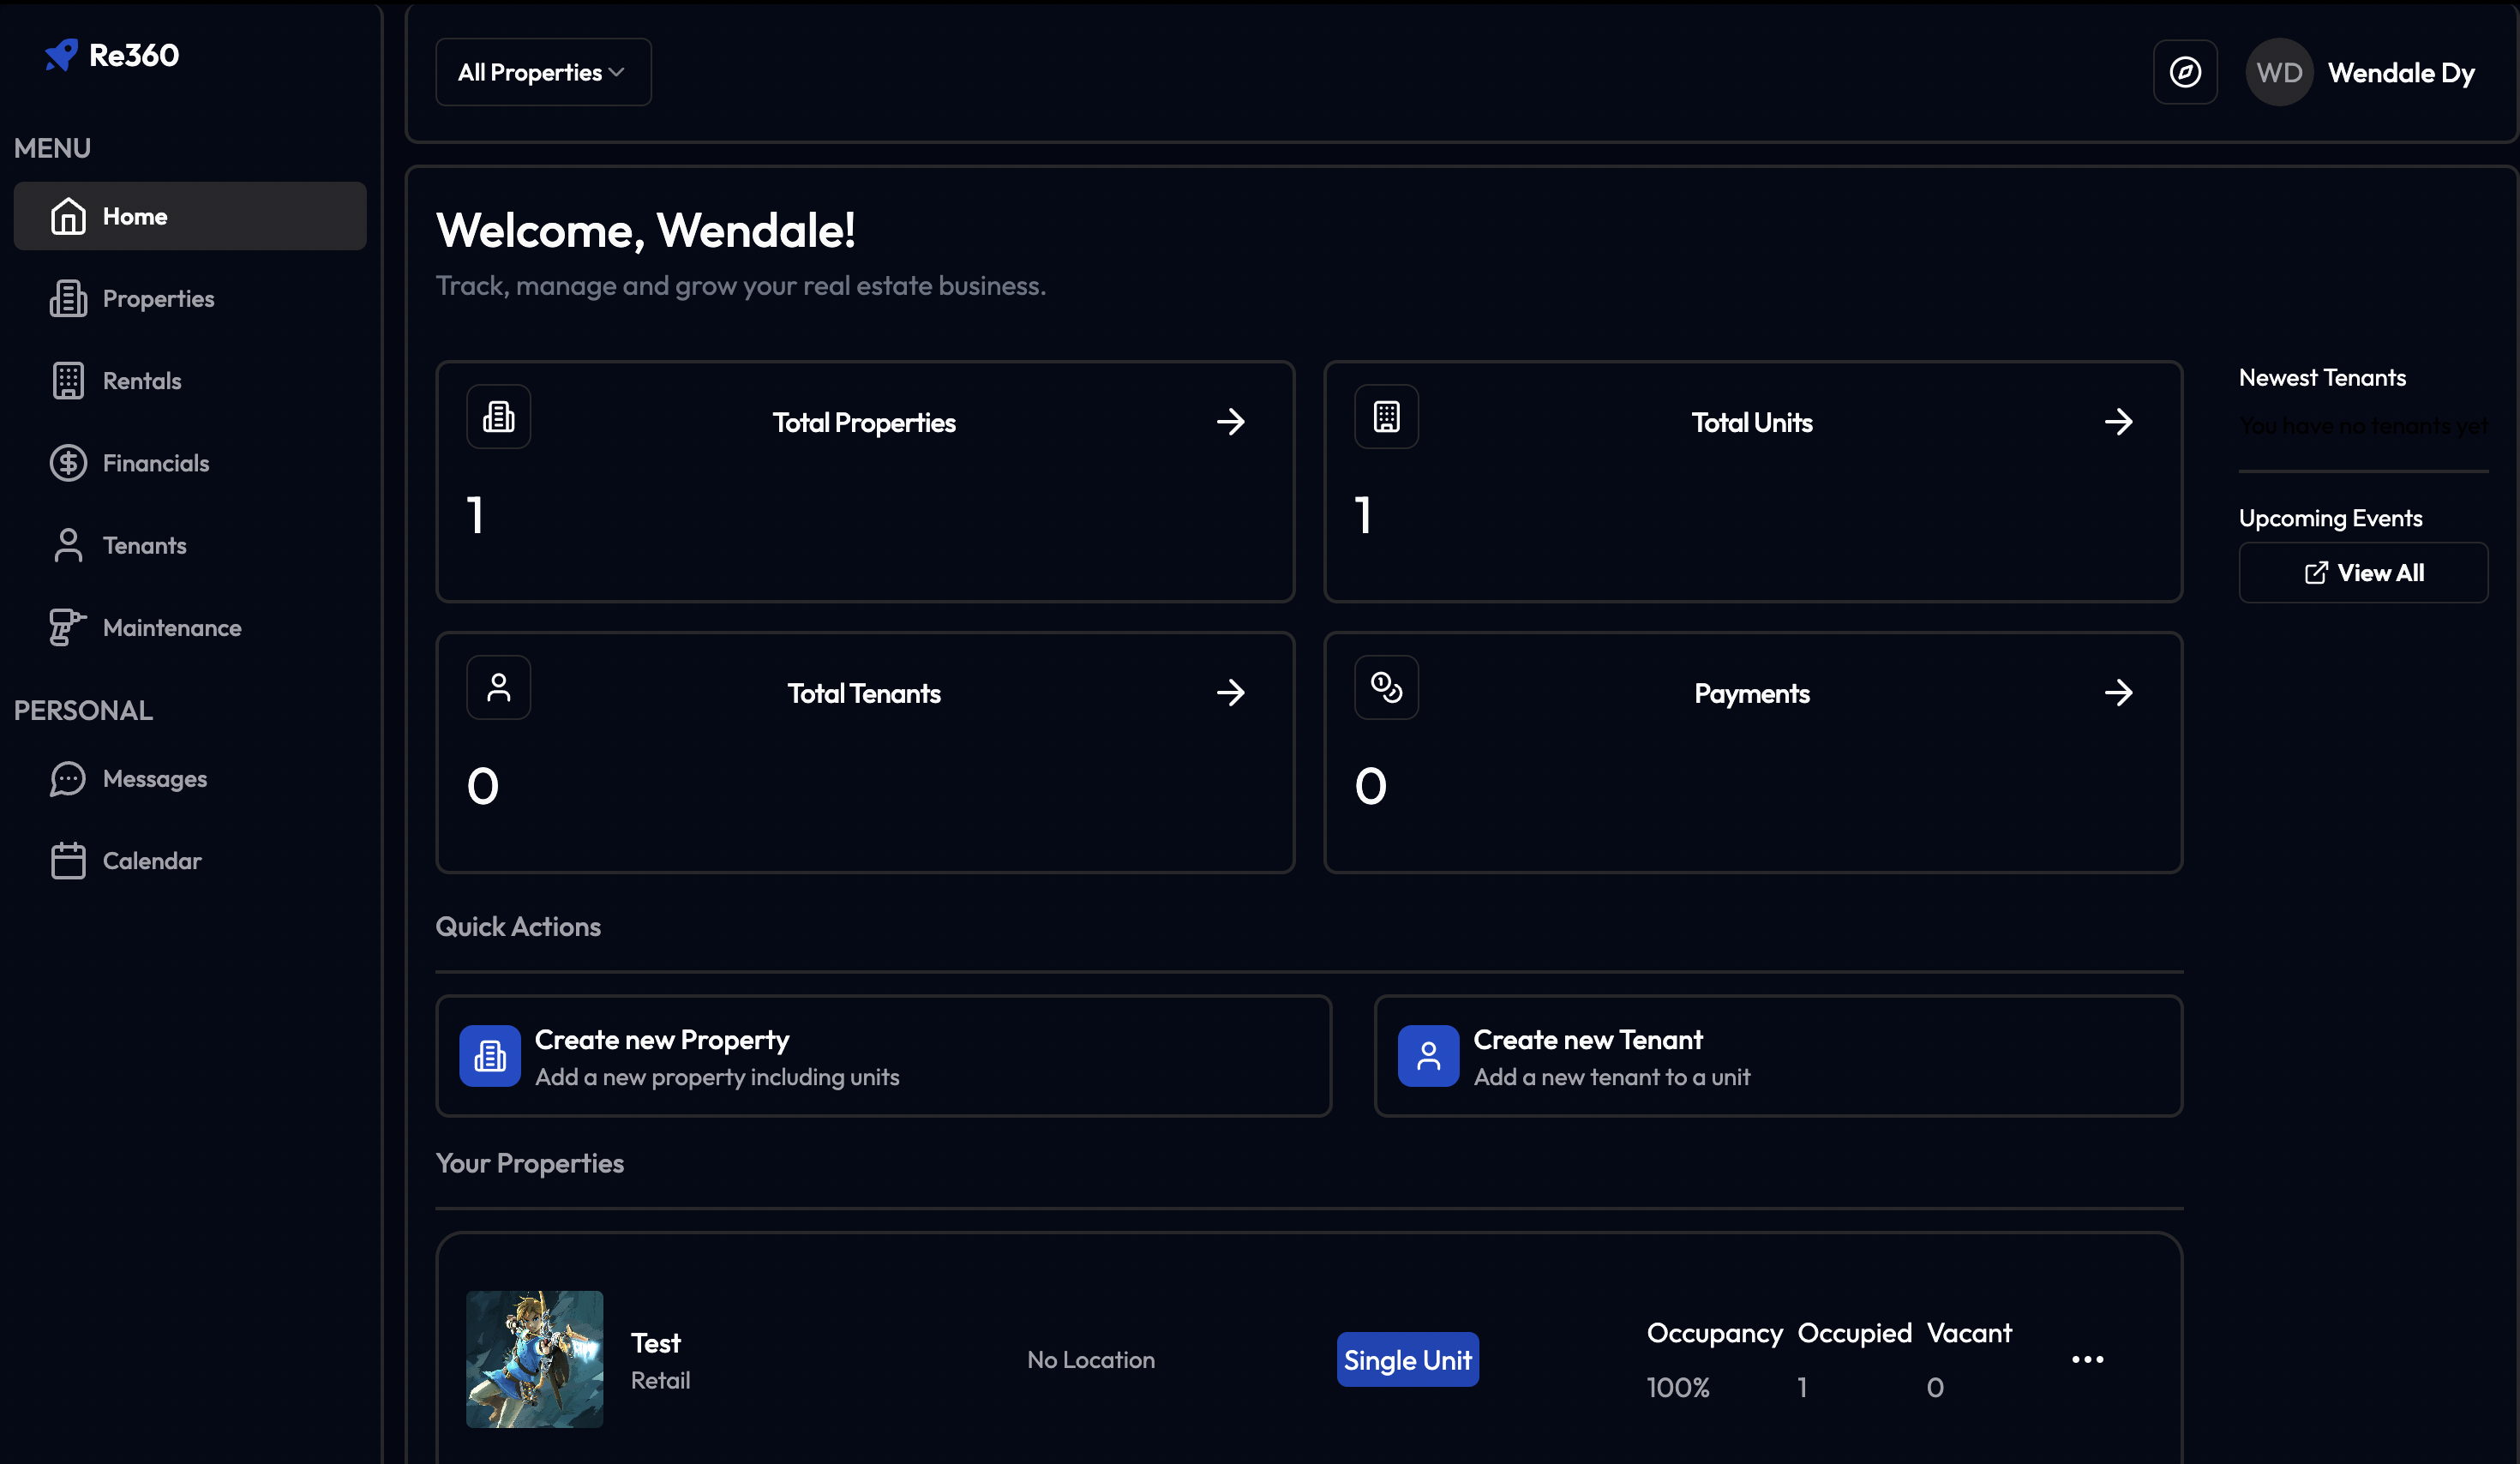 Re360
MENU
Home
Properties
Rentals
Financials
Tenants
Maintenance
PERSONAL
Messages
Calendar
All Properties
WD Wendale Dy
Welcome, Wendale!
Track, manage and grow your real estate business.
Total Properties
1
Total Units
1
Total Tenants
0
Payments
0
Newest Tenants
You have no tenants yet
Upcoming Events
View All
Quick Actions
Create new Property
Add a new property including units
Create new Tenant
Add a new tenant to a unit
Your Properties
Test
Retail
No Location
Single Unit
Occupancy Occupied Vacant
100% 1 0